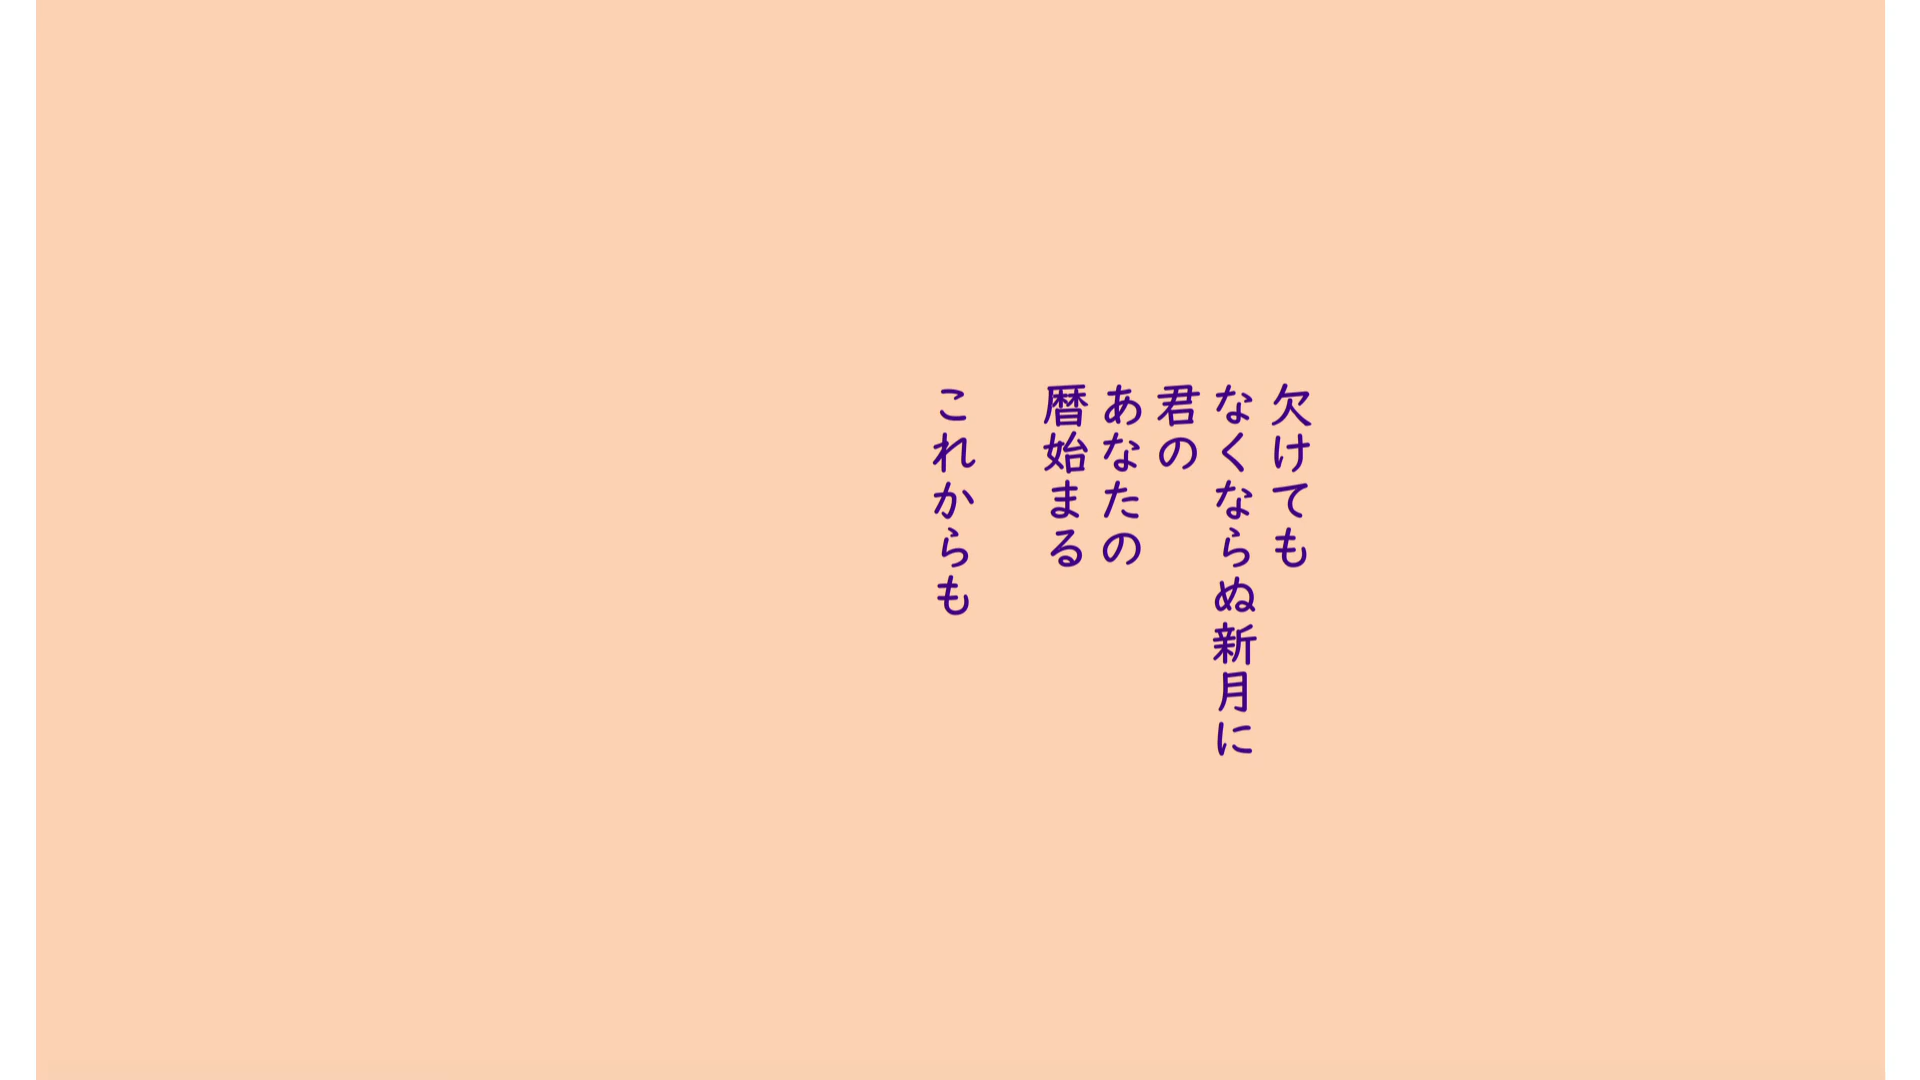 欠けても
なくならぬ新月に
君の
あなたの
暦始まる
これからも